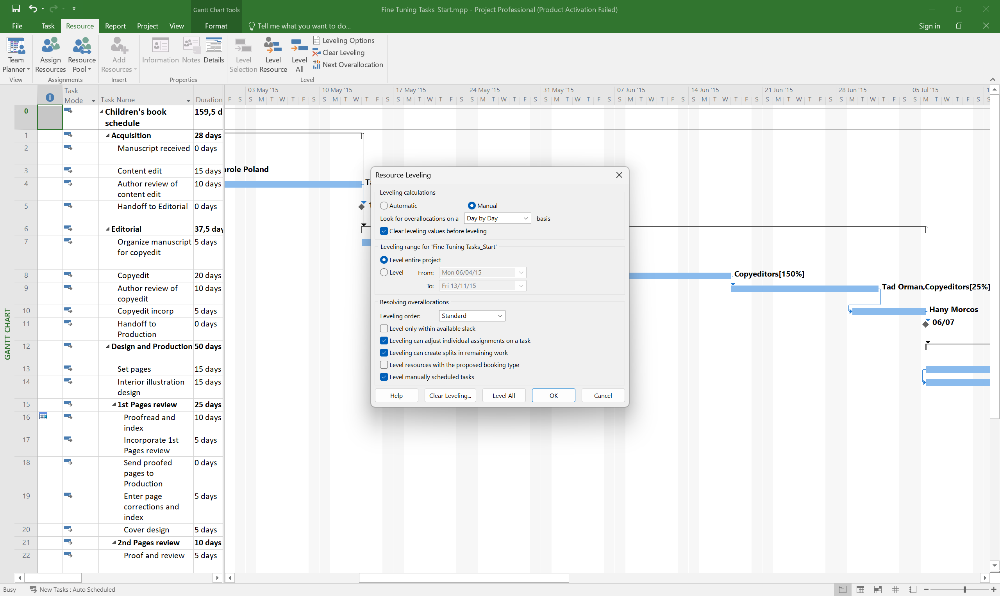 Gantt Chart Tools
Fine Tuning Tasks_Start.mpp - Project Professional (Product Activation Failed)
File
Task
Resource
Report
Project
View
Format
Tell me what you want to do...
Sign in
Team Planner
View
Assign Resources
Resource Pool
Assignments
Add Resources
Insert
Information
Notes
Details
Properties
Level Selection
Level Resource
Level All
Leveling Options
Clear Leveling
Next Overallocation
Level
Task Mode
Task Name
Duration
03 May '15
10 May '15
17 May '15
24 May '15
31 May '15
07 Jun '15
14 Jun '15
21 Jun '15
28 Jun '15
05 Jul '15
1
F S S M T W T F S S M T W T F S S M T W T F S S M T W T F S S M T W T F S S M T W T F S S M T W T F S S M T W T F S S M T W T F S S M T W T F S S
GANTT CHART
0 Children's book schedule 159,5 d
1 Acquisition 28 days
2 Manuscript received 0 days
3 Content edit 15 days
4 Author review of content edit 10 days
5 Handoff to Editorial 0 days
6 Editorial 37,5 day
7 Organize manuscript for copyedit 5 days
8 Copyedit 20 days
9 Author review of copyedit 10 days
10 Copyedit incorp 5 days
11 Handoff to Production 0 days
12 Design and Production 50 days
13 Set pages 15 days
14 Interior illustration design 15 days
15 1st Pages review 25 days
16 Proofread and index 10 days
17 Incorporate 1st Pages review 5 days
18 Send proofed pages to Production 0 days
19 Enter page corrections and index 5 days
20 Cover design 5 days
21 2nd Pages review 10 days
22 Proof and review 5 days
arole Poland
Ta
1
Copyeditors[150%]
Tad Orman,Copyeditors[25%]
Hany Morcos
06/07
Resource Leveling
Leveling calculations
Automatic
Manual
Look for overallocations on a Day by Day basis
Clear leveling values before leveling
Leveling range for 'Fine Tuning Tasks_Start'
Level entire project
Level From: Mon 06/04/15
To: Fri 13/11/15
Resolving overallocations
Leveling order: Standard
Level only within available slack
Leveling can adjust individual assignments on a task
Leveling can create splits in remaining work
Level resources with the proposed booking type
Level manually scheduled tasks
Help
Clear Leveling...
Level All
OK
Cancel
Busy
New Tasks : Auto Scheduled